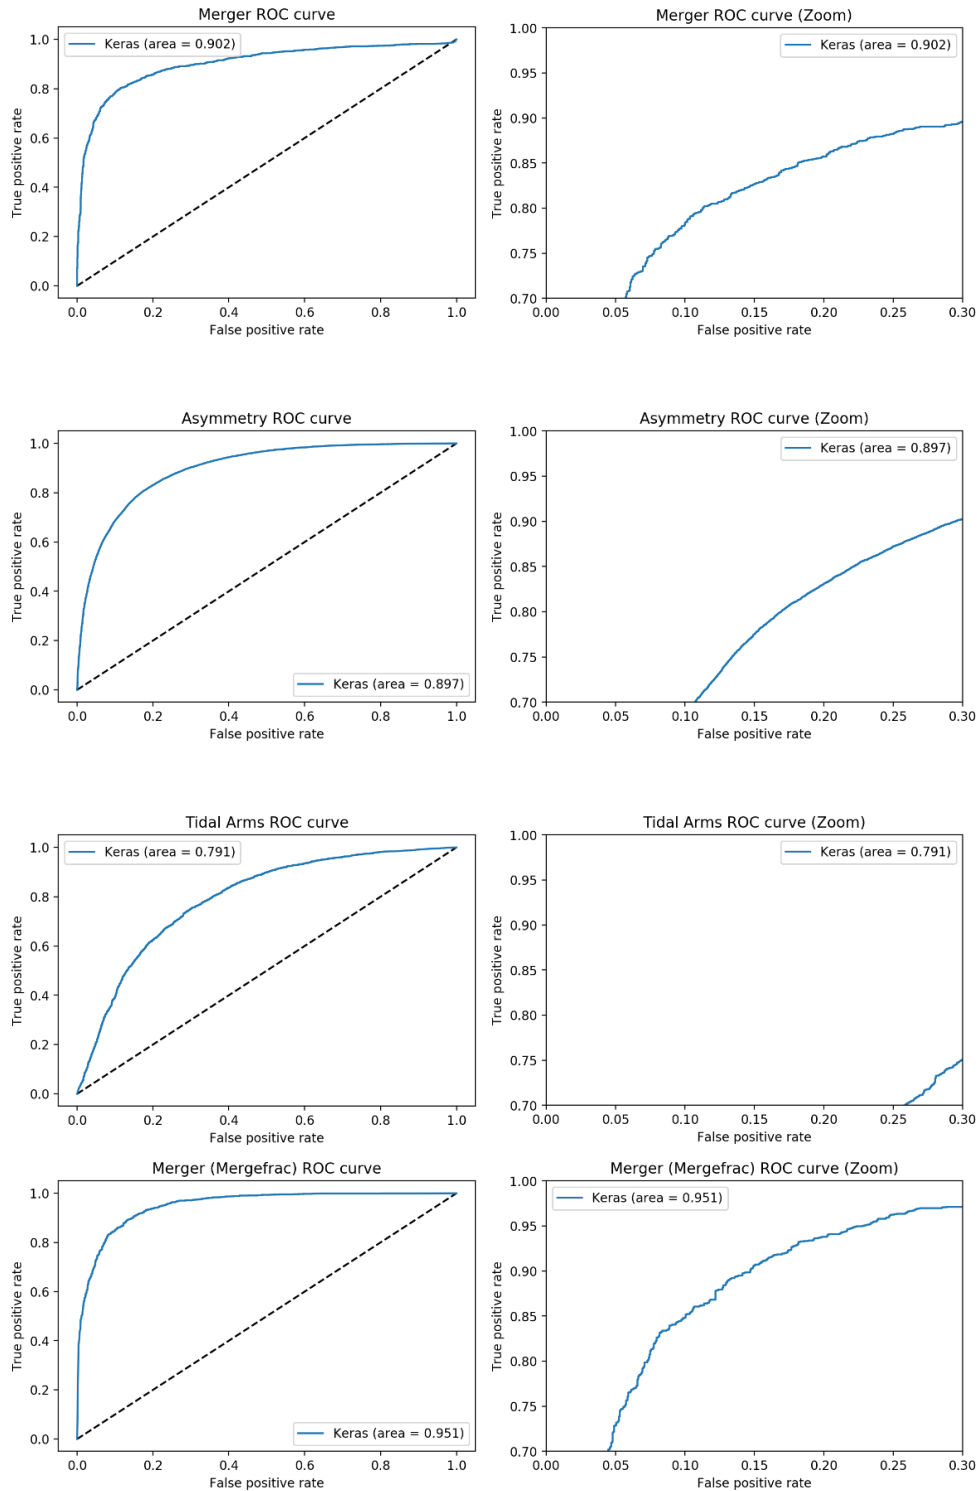 Merger ROC curve
Keras (area = 0.902)
True positive rate
1.0
0.8
0.6
0.4
0.2
0.0
0.0 0.2 0.4 0.6 0.8 1.0
False positive rate
Merger ROC curve (Zoom)
Keras (area = 0.902)
True positive rate
1.00
0.95
0.90
0.85
0.80
0.75
0.70
0.00 0.05 0.10 0.15 0.20 0.25 0.30
False positive rate
Asymmetry ROC curve
True positive rate
1.0
0.8
0.6
0.4
0.2
0.0
Keras (area = 0.897)
0.0 0.2 0.4 0.6 0.8 1.0
False positive rate
Asymmetry ROC curve (Zoom)
Keras (area = 0.897)
True positive rate
1.00
0.95
0.90
0.85
0.80
0.75
0.70
0.00 0.05 0.10 0.15 0.20 0.25 0.30
False positive rate
Tidal Arms ROC curve
Keras (area = 0.791)
True positive rate
1.0
0.8
0.6
0.4
0.2
0.0
0.0 0.2 0.4 0.6 0.8 1.0
False positive rate
Tidal Arms ROC curve (Zoom)
Keras (area = 0.791)
True positive rate
1.00
0.95
0.90
0.85
0.80
0.75
0.70
0.00 0.05 0.10 0.15 0.20 0.25 0.30
False positive rate
Merger (Mergefrac) ROC curve
True positive rate
1.0
0.8
0.6
0.4
0.2
0.0
Keras (area = 0.951)
0.0 0.2 0.4 0.6 0.8 1.0
False positive rate
Merger (Mergefrac) ROC curve (Zoom)
Keras (area = 0.951)
True positive rate
1.00
0.95
0.90
0.85
0.80
0.75
0.70
0.00 0.05 0.10 0.15 0.20 0.25 0.30
False positive rate